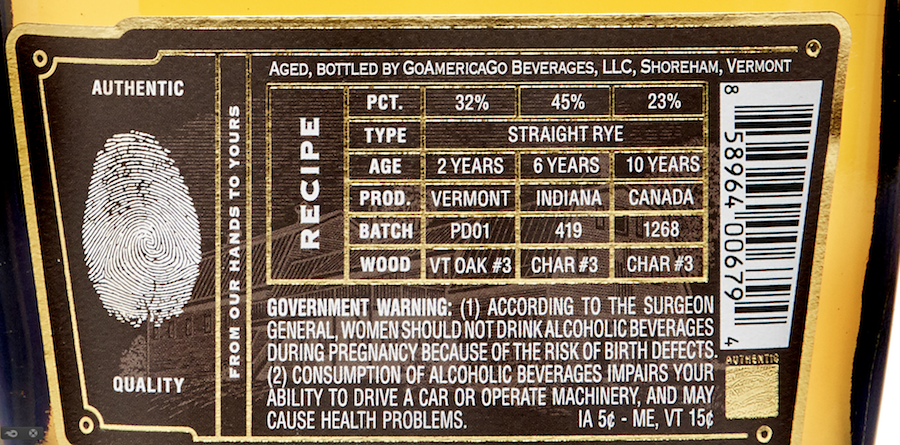 AUTHENTIC
QUALITY
FROM OUR HANDS TO YOURS
AGED, BOTTLED BY GOAMERICAGO BEVERAGES, LLC, SHOREHAM, VERMONT
RECIPE
PCT. 32% 45% 23%
TYPE STRAIGHT RYE
AGE 2 YEARS 6 YEARS 10 YEARS
PROD. VERMONT INDIANA CANADA
BATCH PD01 419 1268
WOOD VT OAK #3 CHAR #3 CHAR #3
GOVERNMENT WARNING: (1) ACCORDING TO THE SURGEON
GENERAL, WOMEN SHOULD NOT DRINK ALCOHOLIC BEVERAGES
DURING PREGNANCY BECAUSE OF THE RISK OF BIRTH DEFECTS.
(2) CONSUMPTION OF ALCOHOLIC BEVERAGES IMPAIRS YOUR
ABILITY TO DRIVE A CAR OR OPERATE MACHINERY, AND MAY
CAUSE HEALTH PROBLEMS. IA 5¢ - ME, VT 15¢
8 58964 00679 4
AUTHENTIC